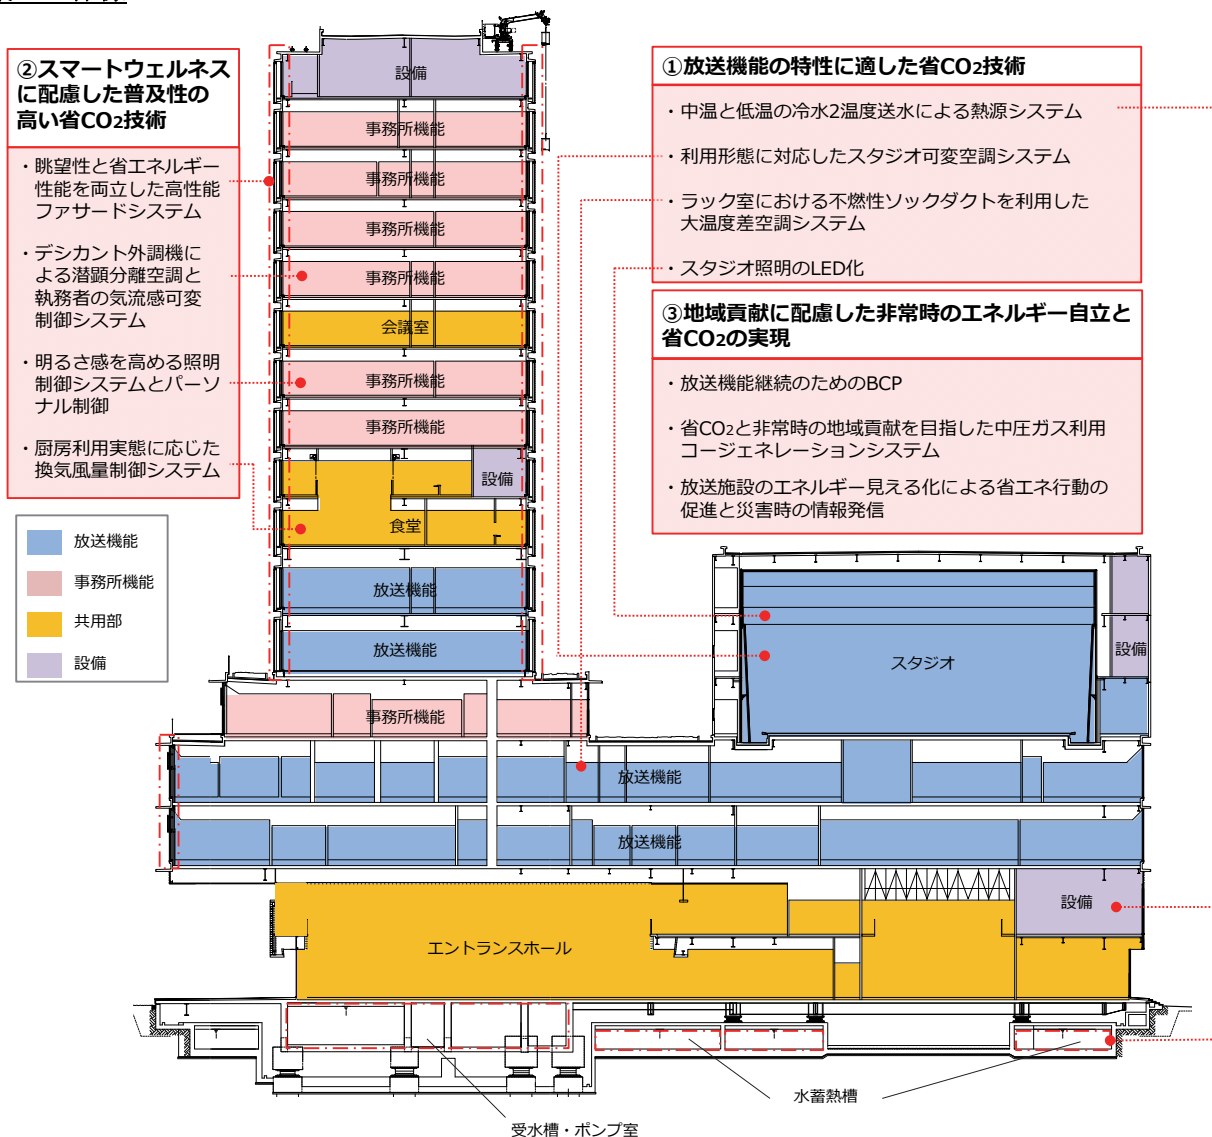 ②スマートウェルネス
に配慮した普及性の
高い省CO₂技術
・眺望性と省エネルギー
性能を両立した高性能
ファサードシステム
・デシカント外調機に
よる潜顕分離空調と
執務者の気流感可変
制御システム
・明るさ感を高める照明
制御システムとパーソ
ナル制御
・厨房利用実態に応じた
換気風量制御システム
放送機能
事務所機能
共用部
設備
①放送機能の特性に適した省CO₂技術
・中温と低温の冷水2温度送水による熱源システム
・利用形態に対応したスタジオ可変空調システム
・ラック室における不燃性ソックダクトを利用した
大温度差空調システム
・スタジオ照明のLED化
③地域貢献に配慮した非常時のエネルギー自立と
省CO₂の実現
・放送機能継続のためのBCP
・省CO₂と非常時の地域貢献を目指した中圧ガス利用
コージェネレーションシステム
・放送施設のエネルギー見える化による省エネ行動の
促進と災害時の情報発信
設備
事務所機能
事務所機能
事務所機能
事務所機能
会議室
事務所機能
事務所機能
設備
食堂
放送機能
放送機能
スタジオ
設備
事務所機能
放送機能
放送機能
設備
エントランスホール
水蓄熱槽
受水槽・ポンプ室